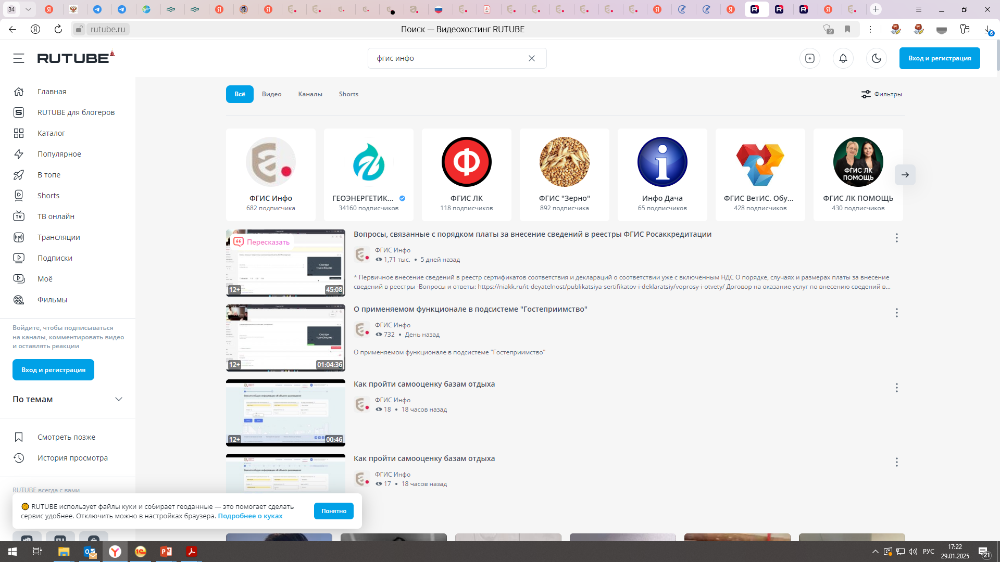 34
rutube.ru
Поиск — Видеохостинг RUTUBE
2
6
RUTUBE
фгис инфо
Вход и регистрация
Главная
RUTUBE для блогеров
Каталог
Популярное
В топе
Shorts
ТВ онлайн
Трансляции
Подписки
Моё
Фильмы
Войдите, чтобы подписываться
на каналы, комментировать видео
и оставлять реакции
Вход и регистрация
По темам
Смотреть позже
История просмотра
RUTUBE всегда с вами
Всё
Видео
Каналы
Shorts
Фильтры
ФГИС Инфо
682 подписчика
ГЕОЭНЕРГЕТИК...
34160 подписчиков
ФГИС ЛК
118 подписчиков
ФГИС "Зерно"
892 подписчика
Инфо Дача
65 подписчиков
ФГИС ВетИС. Обу...
428 подписчиков
ФГИС ЛК
ПОМОЩЬ
ФГИС ЛК ПОМОЩЬ
430 подписчиков
Пересказать
Смотри
трансляцию
12+
45:08
Вопросы, связанные с порядком платы за внесение сведений в реестры ФГИС Росаккредитации
ФГИС Инфо
1,71 тыс. • 5 дней назад
* Первичное внесение сведений в реестр сертификатов соответствия и деклараций о соответствии уже с включённым НДС О порядке, случаях и размерах платы за внесение
сведений в реестры -Вопросы и ответы: https://niakk.ru/it-deyatelnost/publikatsiya-sertifikatov-i-deklaratsiy/voprosy-i-otvety/ Договор на оказание услуг по внесению сведений в...
Смотри
трансляцию
12+
01:04:36
О применяемом функционале в подсистеме "Гостеприимство"
ФГИС Инфо
732 • День назад
О применяемом функционале в подсистеме "Гостеприимство"
12+
00:46
Как пройти самооценку базам отдыха
ФГИС Инфо
18 • 18 часов назад
Как пройти самооценку базам отдыха
ФГИС Инфо
17 • 18 часов назад
RUTUBE использует файлы куки и собирает геоданные — это помогает сделать
сервис удобнее. Отключить можно в настройках браузера. Подробнее о куках
Понятно
РУС
17:22
29.01.2025
21